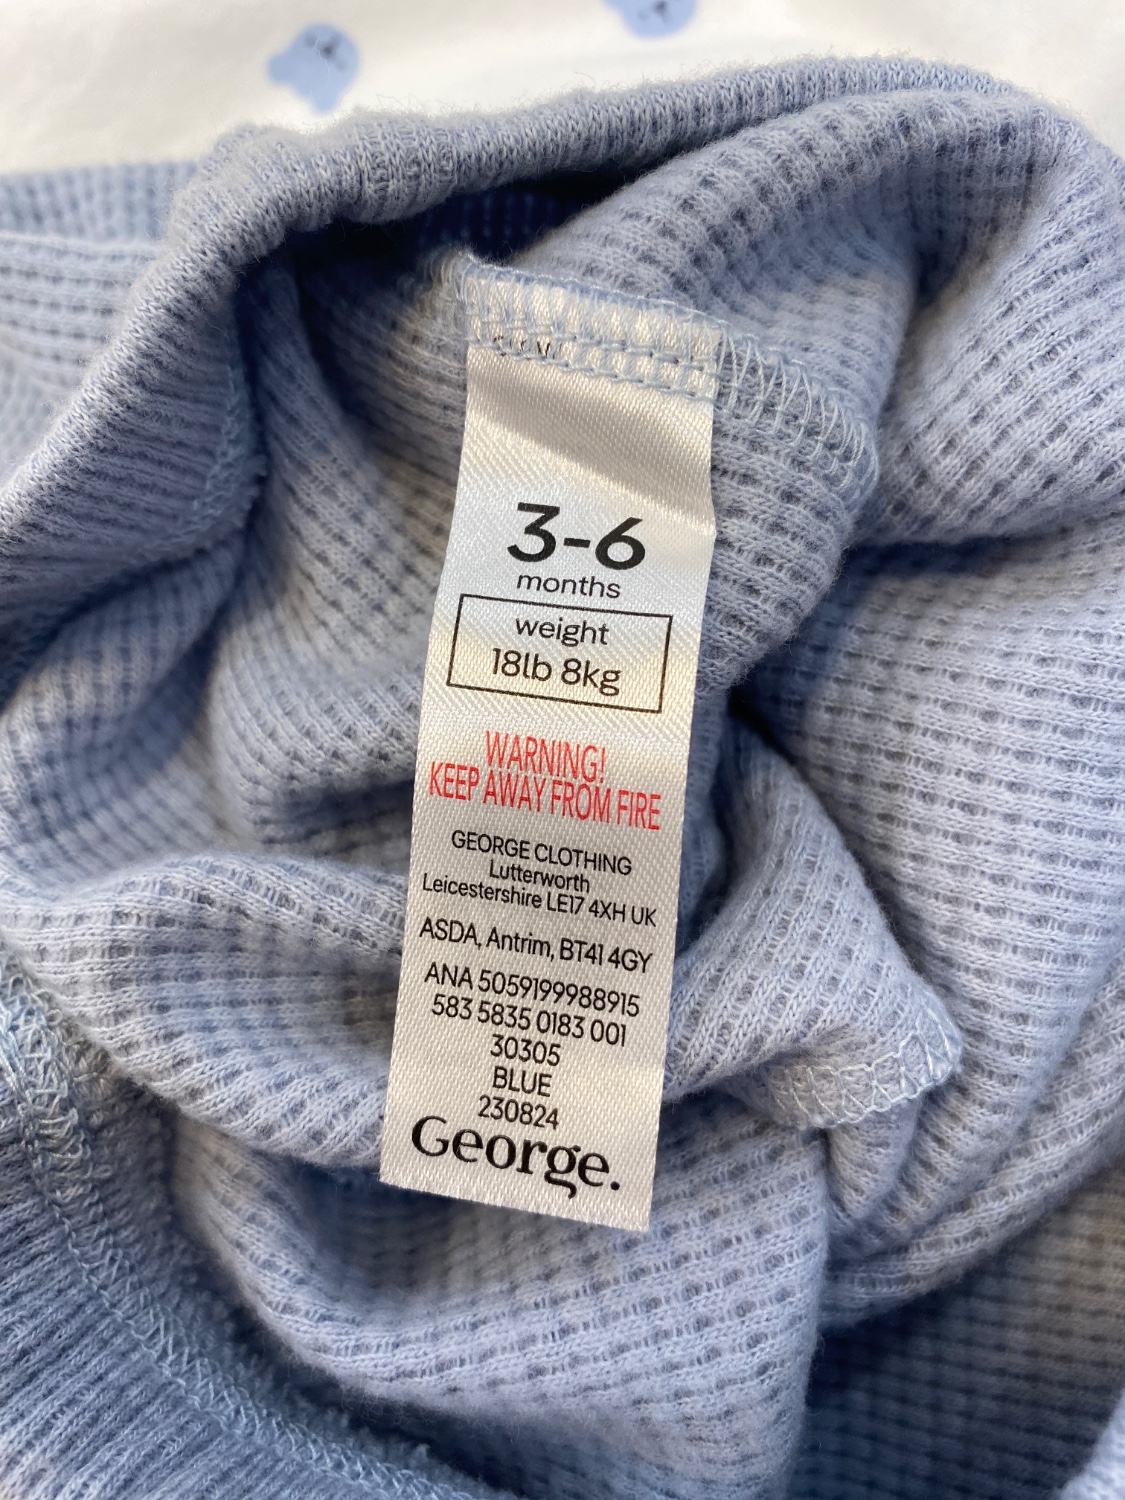 3-6
months
weight
18lb 8kg
WARNING!
KEEP AWAY FROM FIRE
GEORGE CLOTHING
Lutterworth
Leicestershire LE17 4XH UK
ASDA, Antrim, BT41 4GY
ANA 5059199988915
583 5835 0183 001
30305
BLUE
230824
George.